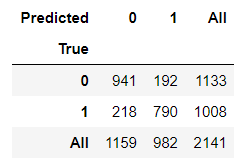 Predicted 0 1 All
True
0 941 192 1133
1 218 790 1008
All 1159 982 2141